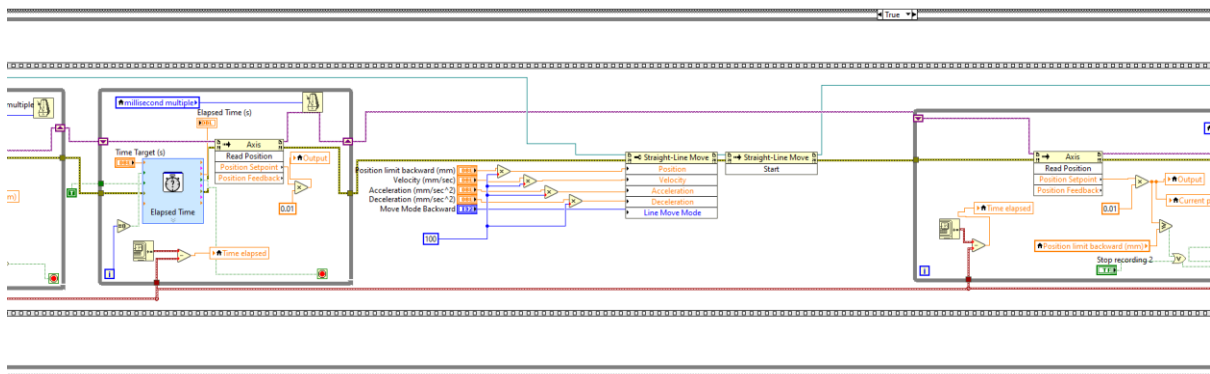 True
multiple
millisecond multiple
Elapsed Time (s)
DBL
Time Target (s)
DBL
Elapsed Time
Axis
Read Position
Position Setpoint
Position Feedback
Output
0.01
T
i
Time elapsed
Position limit backward (mm)
Velocity (mm/sec)
Acceleration (mm/sec^2)
Deceleration (mm/sec^2)
Move Mode Backward
100
Straight-Line Move
Position
Velocity
Acceleration
Deceleration
Line Move Mode
Straight-Line Move
Start
Axis
Read Position
Position Setpoint
Position Feedback
0.01
Output
Time elapsed
Position limit backward (mm)
Stop recording 2
TF
i